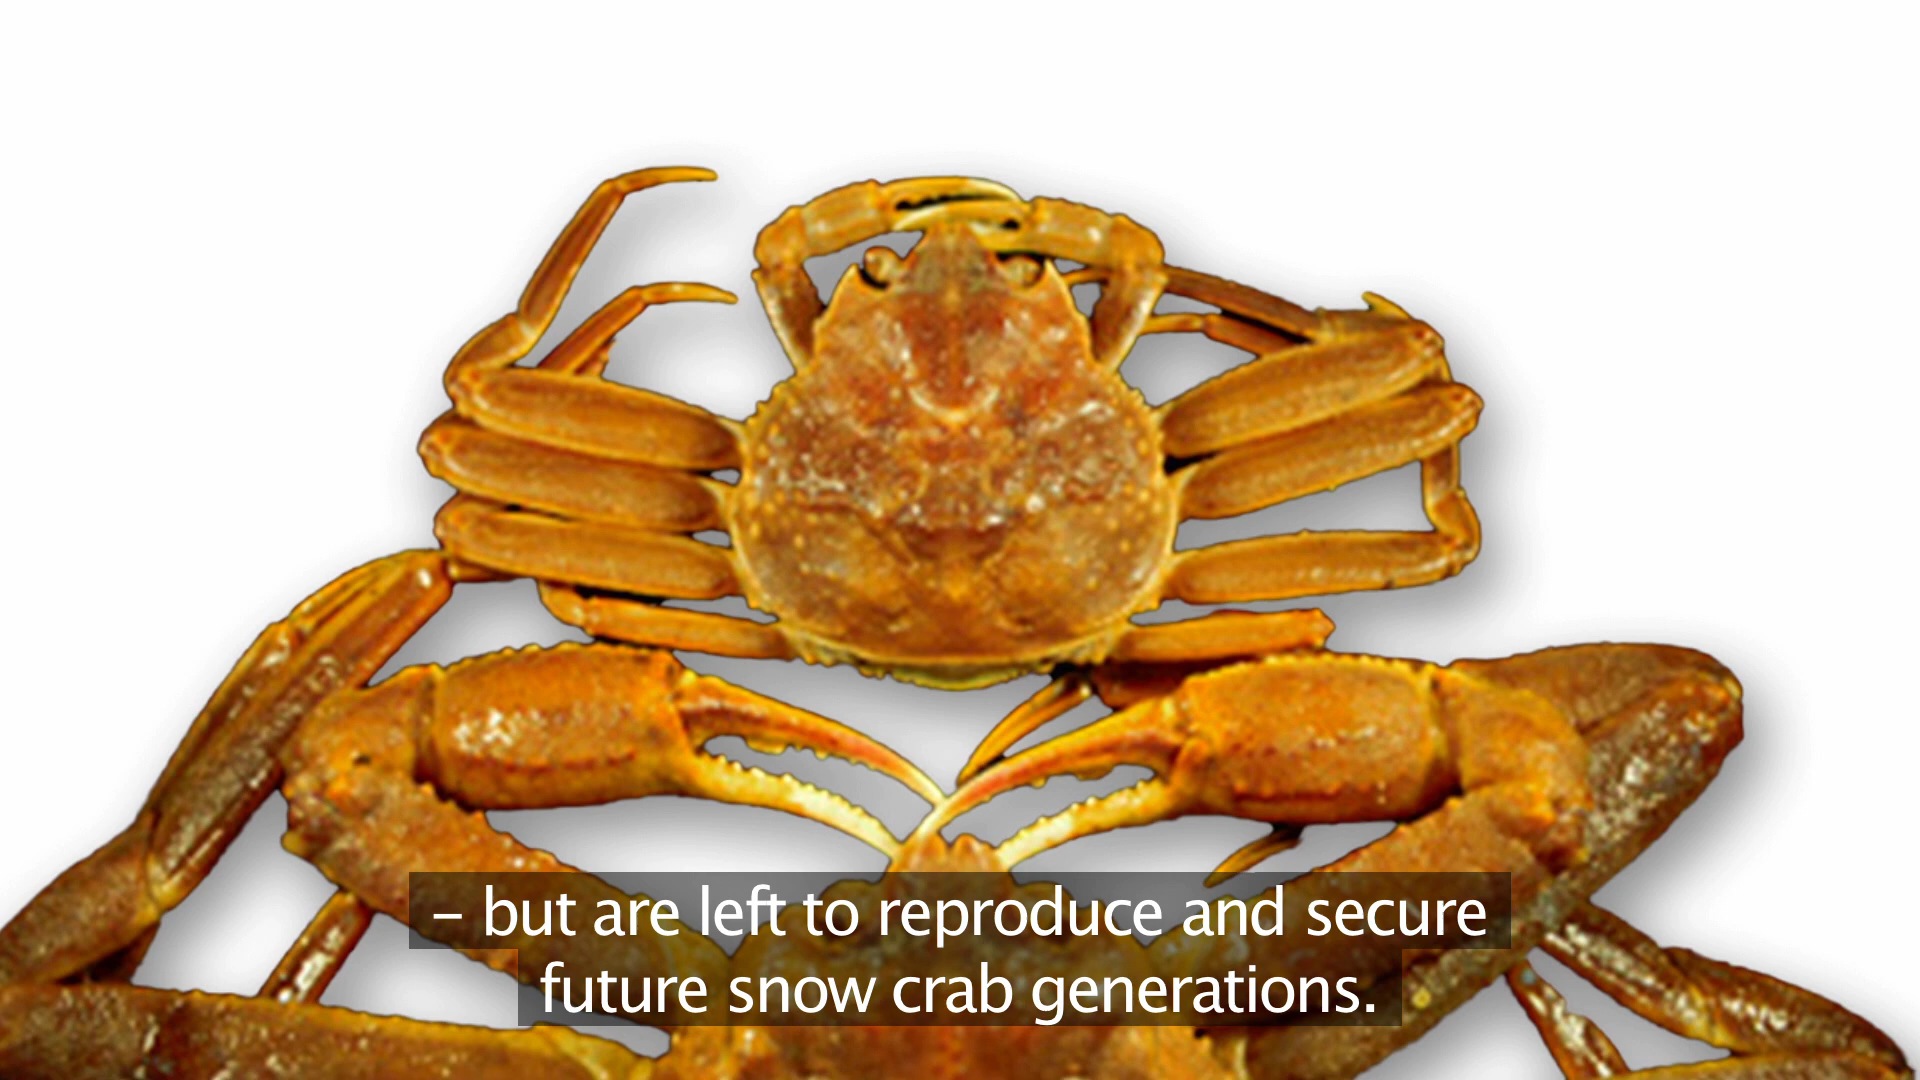 – but are left to reproduce and secure
future snow crab generations.